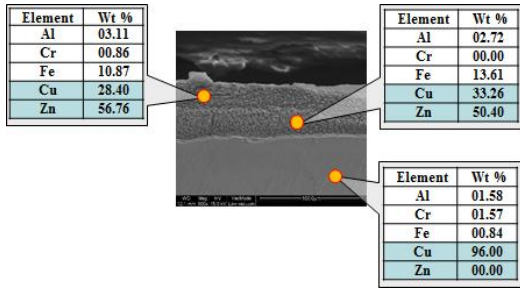 Element Wt %
Al 03.11
Cr 00.86
Fe 10.87
Cu 28.40
Zn 56.76
Element Wt %
Al 02.72
Cr 00.00
Fe 13.61
Cu 33.26
Zn 50.40
Element Wt %
Al 01.58
Cr 01.57
Fe 00.84
Cu 96.00
Zn 00.00